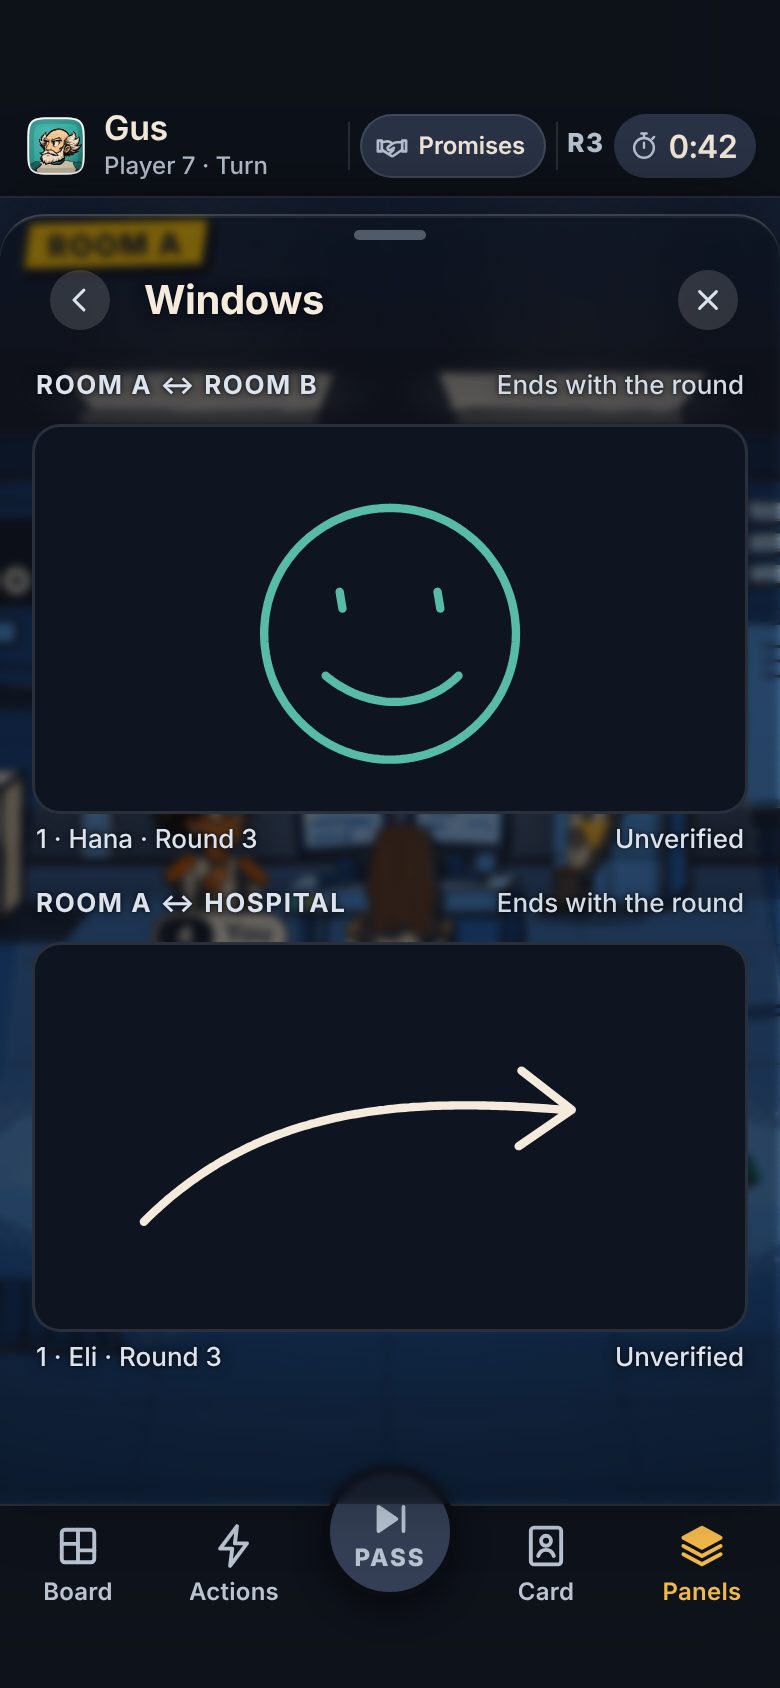 Gus
Player 7 · Turn
Promises
R3
0:42
ROOM A
Windows
ROOM A ↔ ROOM B
Ends with the round
1 · Hana · Round 3
Unverified
ROOM A ↔ HOSPITAL
Ends with the round
1 · Eli · Round 3
Unverified
PASS
Board
Actions
Card
Panels